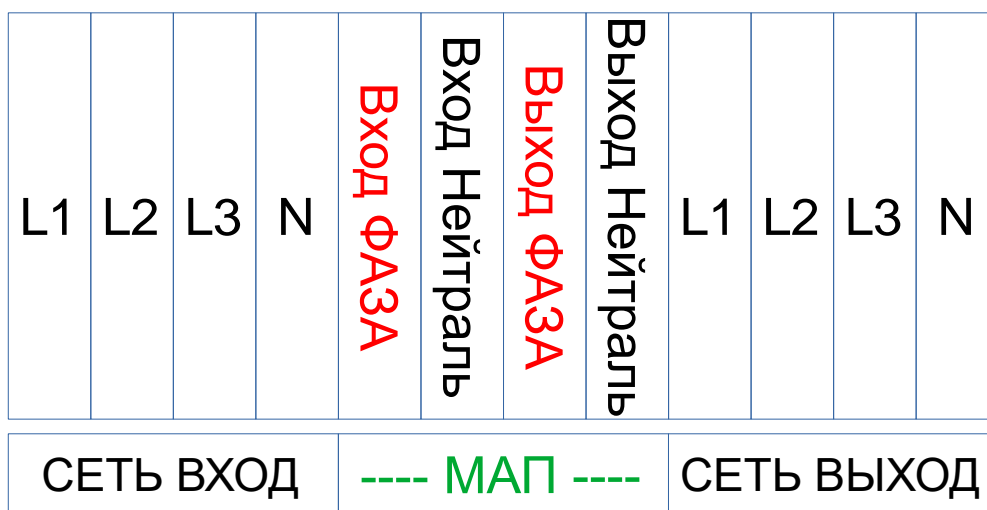 L1
L2
L3
N
Вход ФАЗА
Вход Нейтраль
Выход ФАЗА
Выход Нейтраль
L1
L2
L3
N
СЕТЬ ВХОД
---- МАП ----
СЕТЬ ВЫХОД